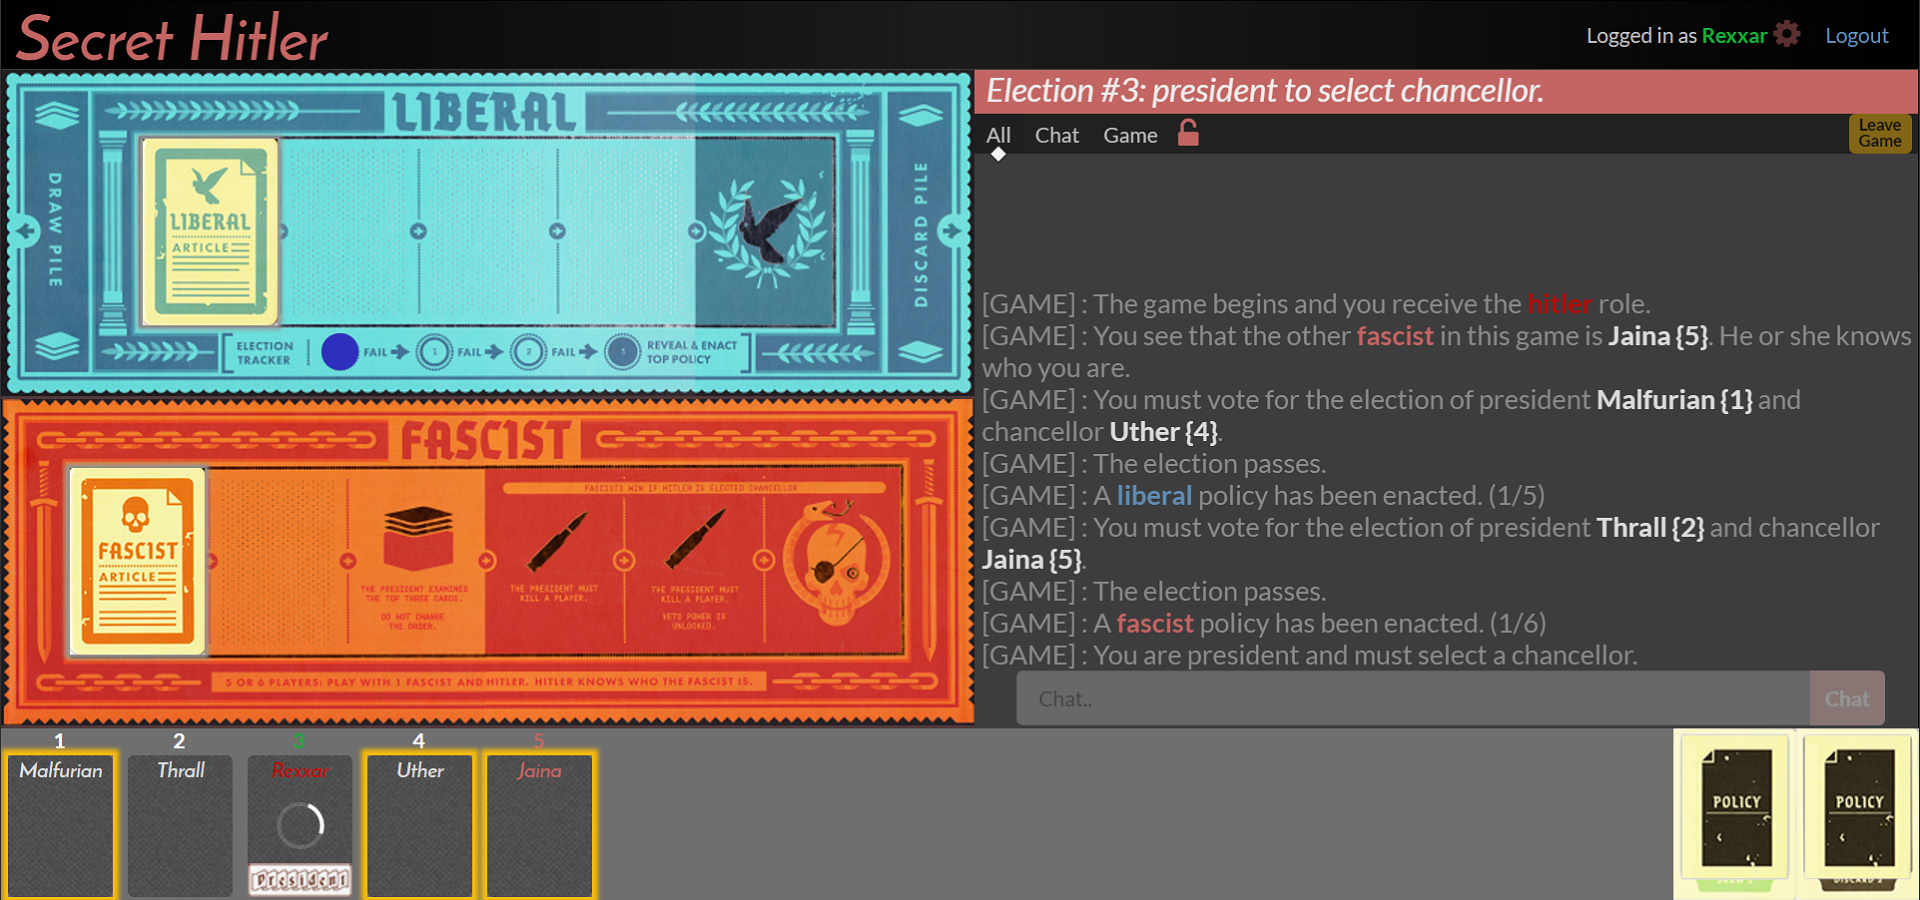 Secret Hitler
Logged in as Rexxar
Logout
LIBERAL
DRAW PILE
LIBERAL
ARTICLE
DISCARD PILE
ELECTION TRACKER
FAIL
1
FAIL
2
FAIL
3
REVEAL & ENACT
TOP POLICY
FASCIST
FASCISTS WIN IF HITLER IS ELECTED CHANCELLOR
FASCIST
ARTICLE
THE PRESIDENT EXAMINES
THE TOP THREE CARDS.
DO NOT CHANGE
THE ORDER.
THE PRESIDENT MUST
KILL A PLAYER.
THE PRESIDENT MUST
KILL A PLAYER.
VETO POWER IS
UNLOCKED.
5 OR 6 PLAYERS: PLAY WITH 1 FASCIST AND HITLER. HITLER KNOWS WHO THE FASCIST IS.
Election #3: president to select chancellor.
All Chat Game
Leave
Game
[GAME] : The game begins and you receive the hitler role.
[GAME] : You see that the other fascist in this game is Jaina {5}. He or she knows
who you are.
[GAME] : You must vote for the election of president Malfurian {1} and
chancellor Uther {4}.
[GAME] : The election passes.
[GAME] : A liberal policy has been enacted. (1/5)
[GAME] : You must vote for the election of president Thrall {2} and chancellor
Jaina {5}.
[GAME] : The election passes.
[GAME] : A fascist policy has been enacted. (1/6)
[GAME] : You are president and must select a chancellor.
Chat..
Chat
1 2 3 4 5
Malfurian Thrall Rexxar Uther Jaina
President
POLICY
POLICY